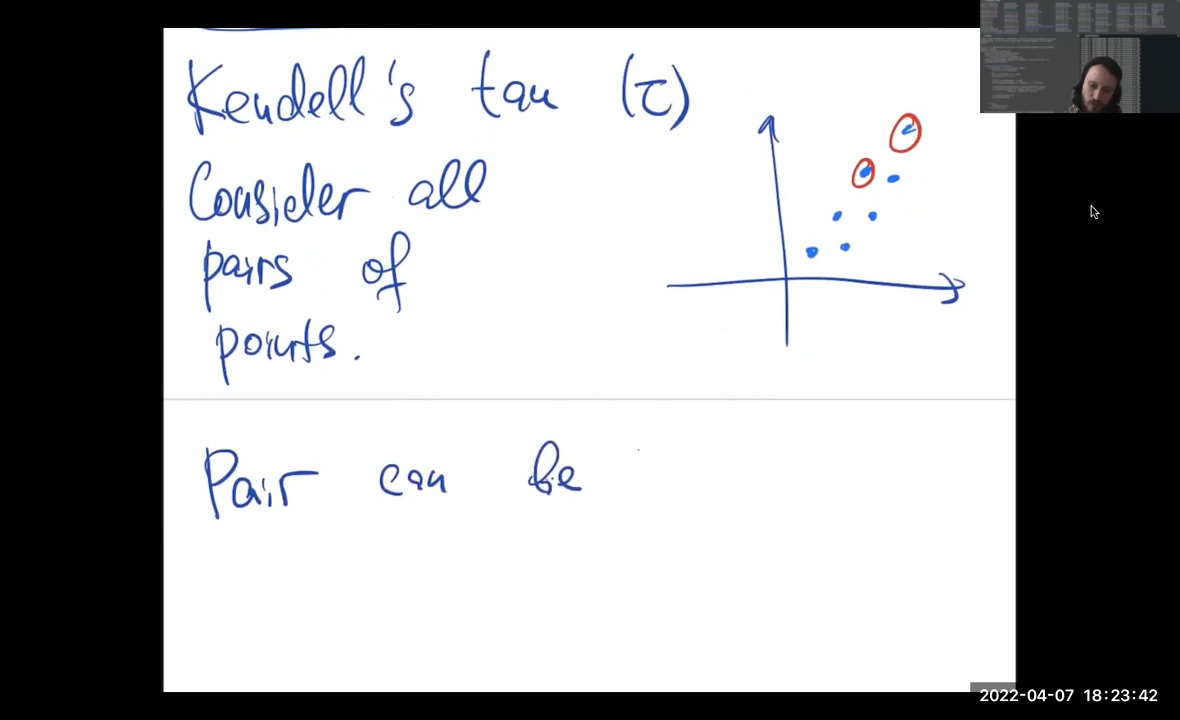 Kendell's tau (τ)
Consider all
pairs of
points.
Pair can be
2022-04-07 18:23:42